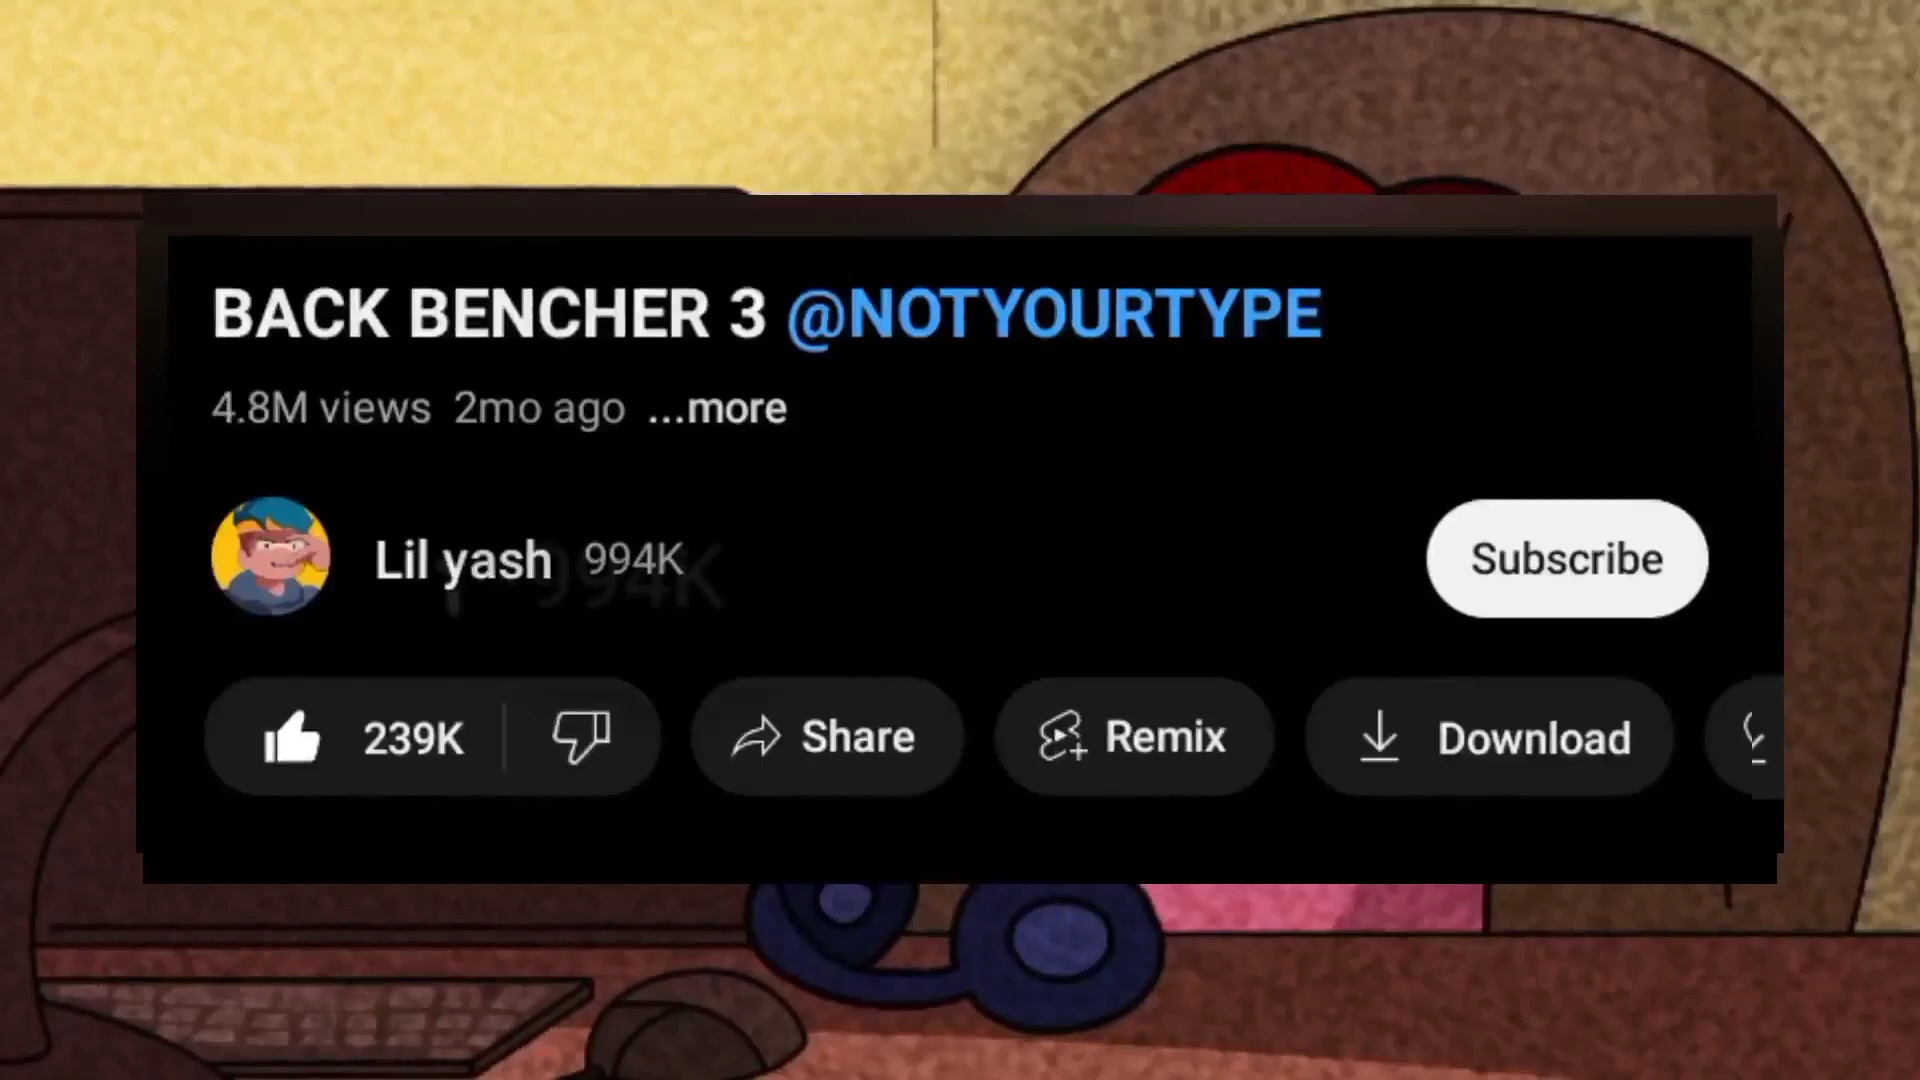 BACK BENCHER 3 @NOTYOURTYPE
4.8M views 2mo ago ...more
Lil yash 994K
Subscribe
239K Share Remix Download